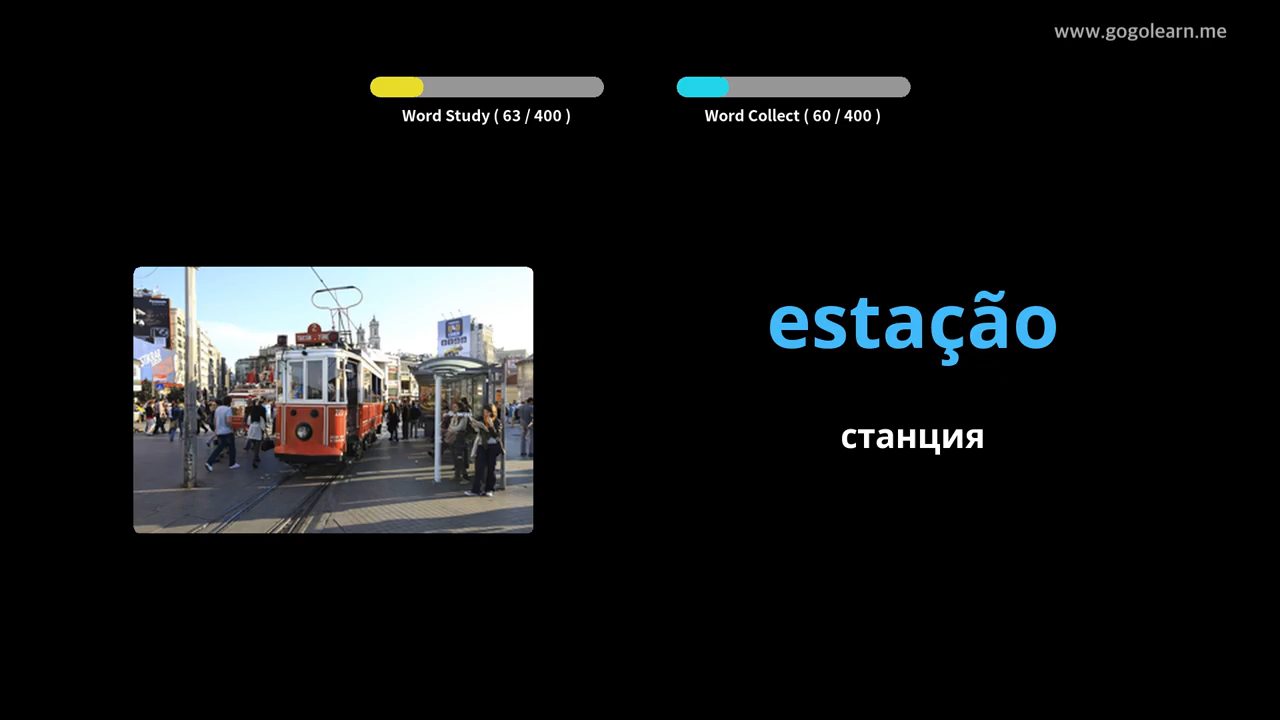 www.gogolearn.me
Word Study ( 63 / 400 )
Word Collect ( 60 / 400 )
estação
станция